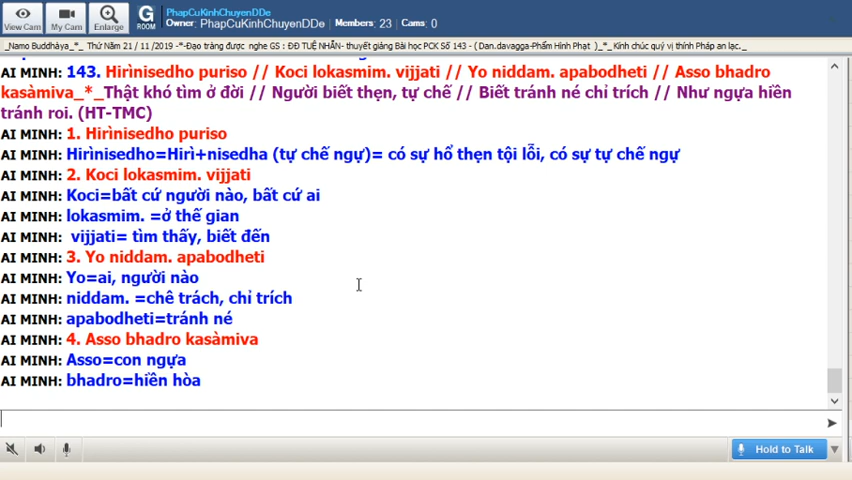 View Cam
My Cam
Enlarge
G
ROOM
PhapCuKinhChuyenDDe
Owner: PhapCuKinhChuyenDDe Members: 23 Cams: 0
_Namo Buddhàya_*_ Thứ Năm 21 / 11 /2019 -*-Đạo tràng được nghe GS : ĐĐ TUỆ NHẪN- thuyết giảng Bài học PCK Số 143 - ( Dan.davagga-Phẩm Hình Phạt )_*_ Kính chúc quý vị thính Pháp an lạc._
AI MINH: 143. Hirìnisedho puriso // Koci lokasmim. vijjati // Yo niddam. apabodheti // Asso bhadro
kasàmiva_*_Thật khó tìm ở đời // Người biết thẹn, tự chế // Biết tránh né chỉ trích // Như ngựa hiền
tránh roi. (HT-TMC)
AI MINH: 1. Hirìnisedho puriso
AI MINH: Hirìnisedho=Hirì+nisedha (tự chế ngự)= có sự hổ thẹn tội lỗi, có sự tự chế ngự
AI MINH: 2. Koci lokasmim. vijjati
AI MINH: Koci=bất cứ người nào, bất cứ ai
AI MINH: lokasmim. =ở thế gian
AI MINH: vijjati= tìm thấy, biết đến
AI MINH: 3. Yo niddam. apabodheti
AI MINH: Yo=ai, người nào
AI MINH: niddam. =chê trách, chỉ trích
AI MINH: apabodheti=tránh né
AI MINH: 4. Asso bhadro kasàmiva
AI MINH: Asso=con ngựa
AI MINH: bhadro=hiền hòa
Hold to Talk